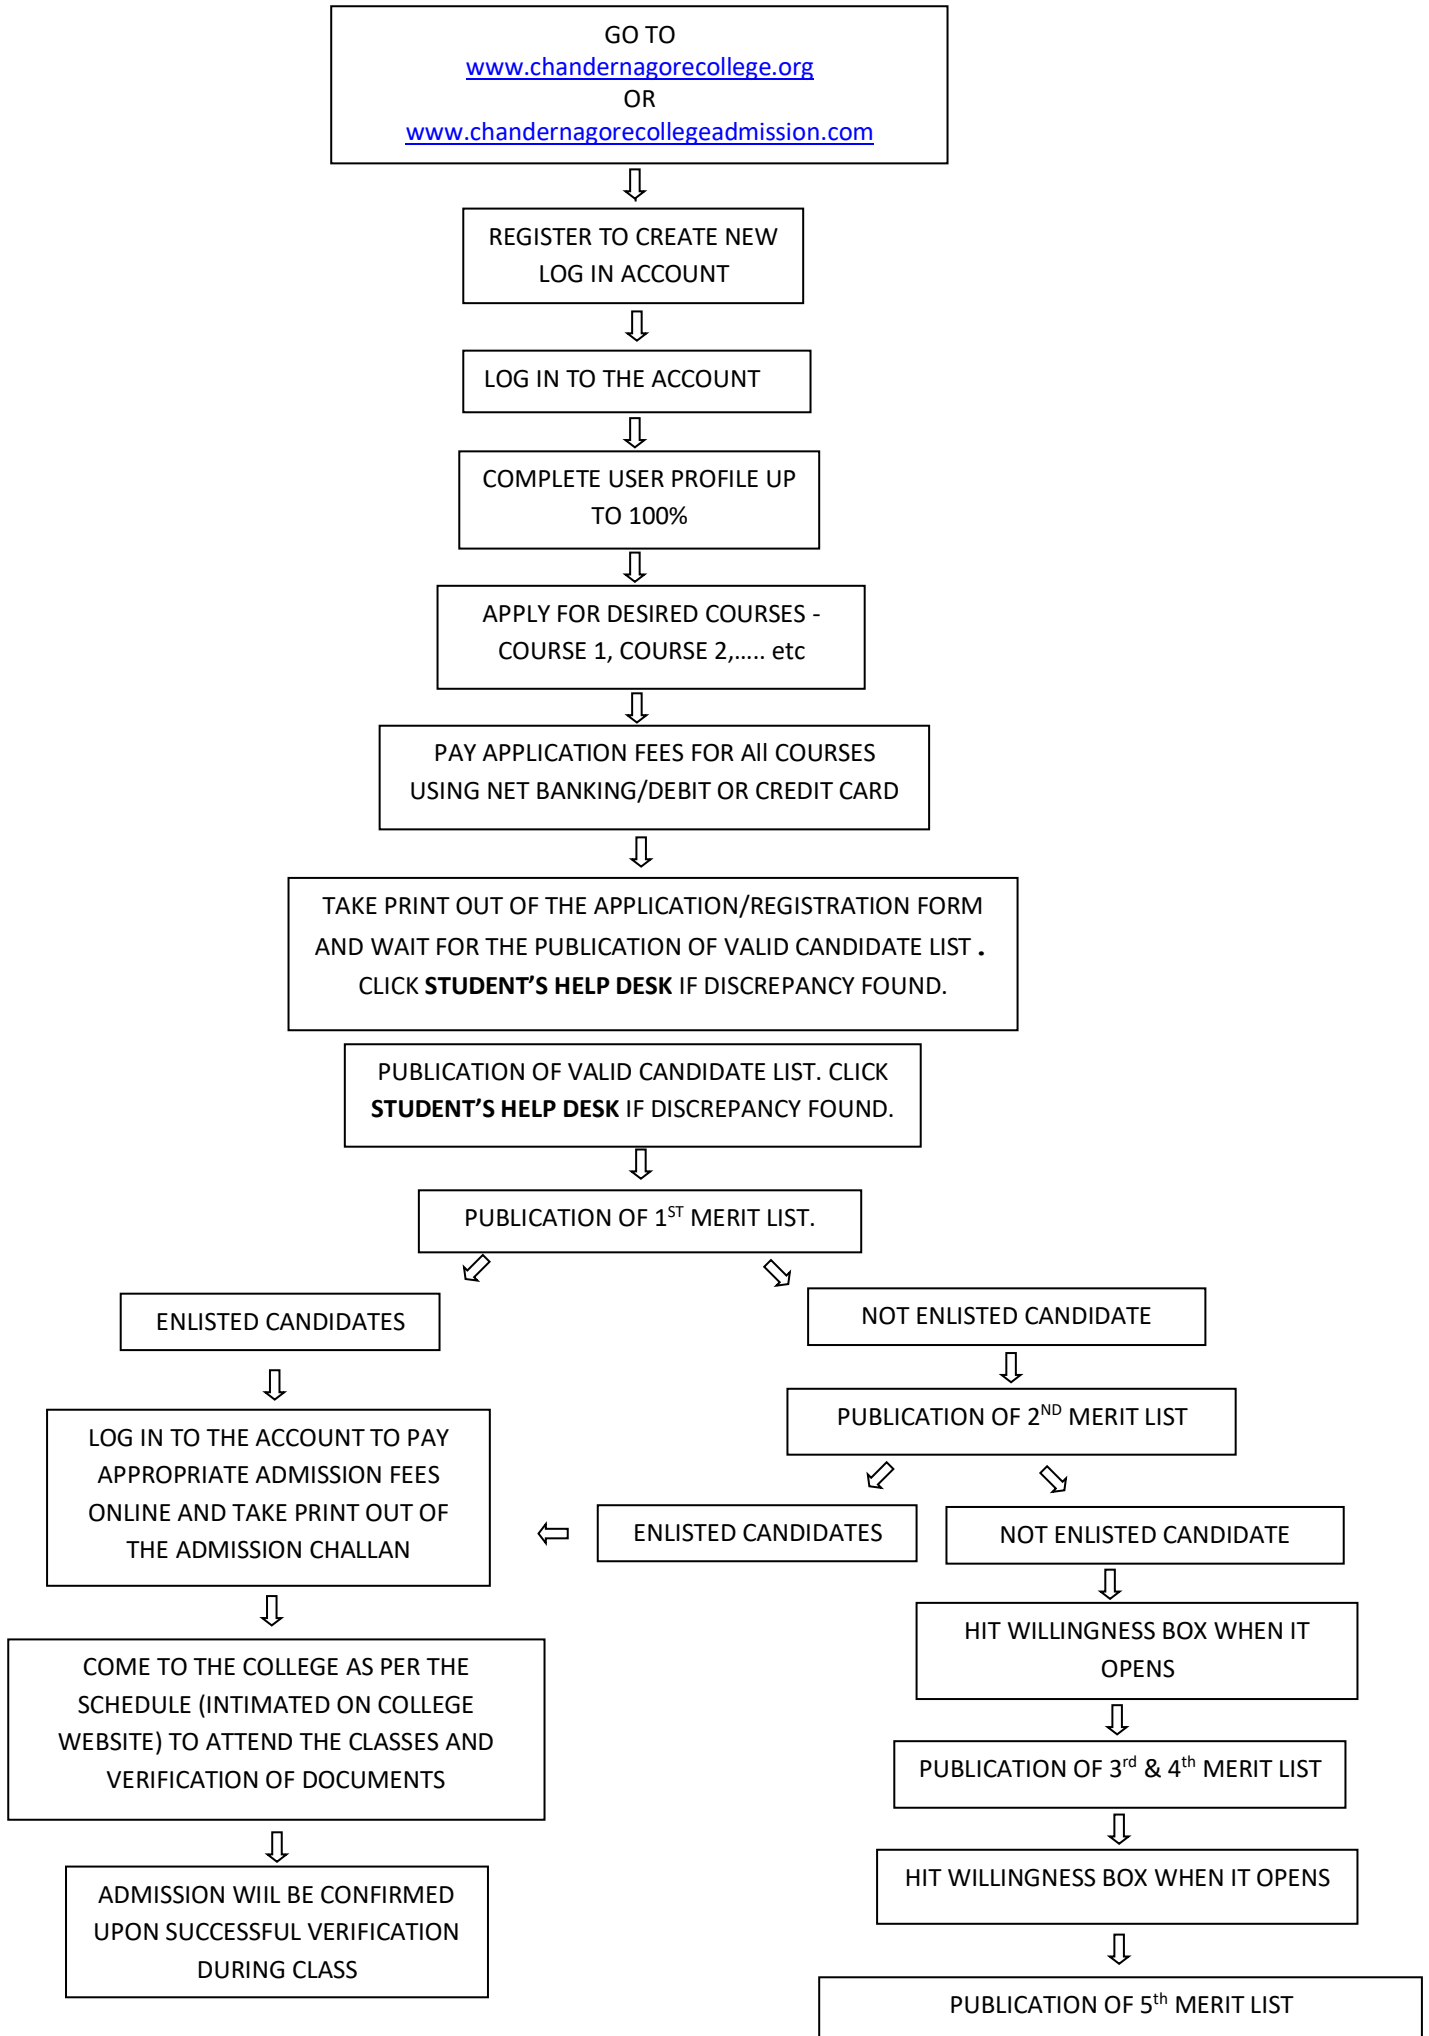 GO TO
www.chandernagorecollege.org
OR
www.chandernagorecollegeadmission.com
REGISTER TO CREATE NEW
LOG IN ACCOUNT
LOG IN TO THE ACCOUNT
COMPLETE USER PROFILE UP
TO 100%
APPLY FOR DESIRED COURSES -
COURSE 1, COURSE 2,..... etc
PAY APPLICATION FEES FOR All COURSES
USING NET BANKING/DEBIT OR CREDIT CARD
TAKE PRINT OUT OF THE APPLICATION/REGISTRATION FORM
AND WAIT FOR THE PUBLICATION OF VALID CANDIDATE LIST .
CLICK STUDENT’S HELP DESK IF DISCREPANCY FOUND.
PUBLICATION OF VALID CANDIDATE LIST. CLICK
STUDENT’S HELP DESK IF DISCREPANCY FOUND.
PUBLICATION OF 1ST MERIT LIST.
ENLISTED CANDIDATES
NOT ENLISTED CANDIDATE
LOG IN TO THE ACCOUNT TO PAY
APPROPRIATE ADMISSION FEES
ONLINE AND TAKE PRINT OUT OF
THE ADMISSION CHALLAN
PUBLICATION OF 2ND MERIT LIST
ENLISTED CANDIDATES
NOT ENLISTED CANDIDATE
COME TO THE COLLEGE AS PER THE
SCHEDULE (INTIMATED ON COLLEGE
WEBSITE) TO ATTEND THE CLASSES AND
VERIFICATION OF DOCUMENTS
HIT WILLINGNESS BOX WHEN IT
OPENS
PUBLICATION OF 3rd & 4th MERIT LIST
ADMISSION WIIL BE CONFIRMED
UPON SUCCESSFUL VERIFICATION
DURING CLASS
HIT WILLINGNESS BOX WHEN IT OPENS
PUBLICATION OF 5th MERIT LIST